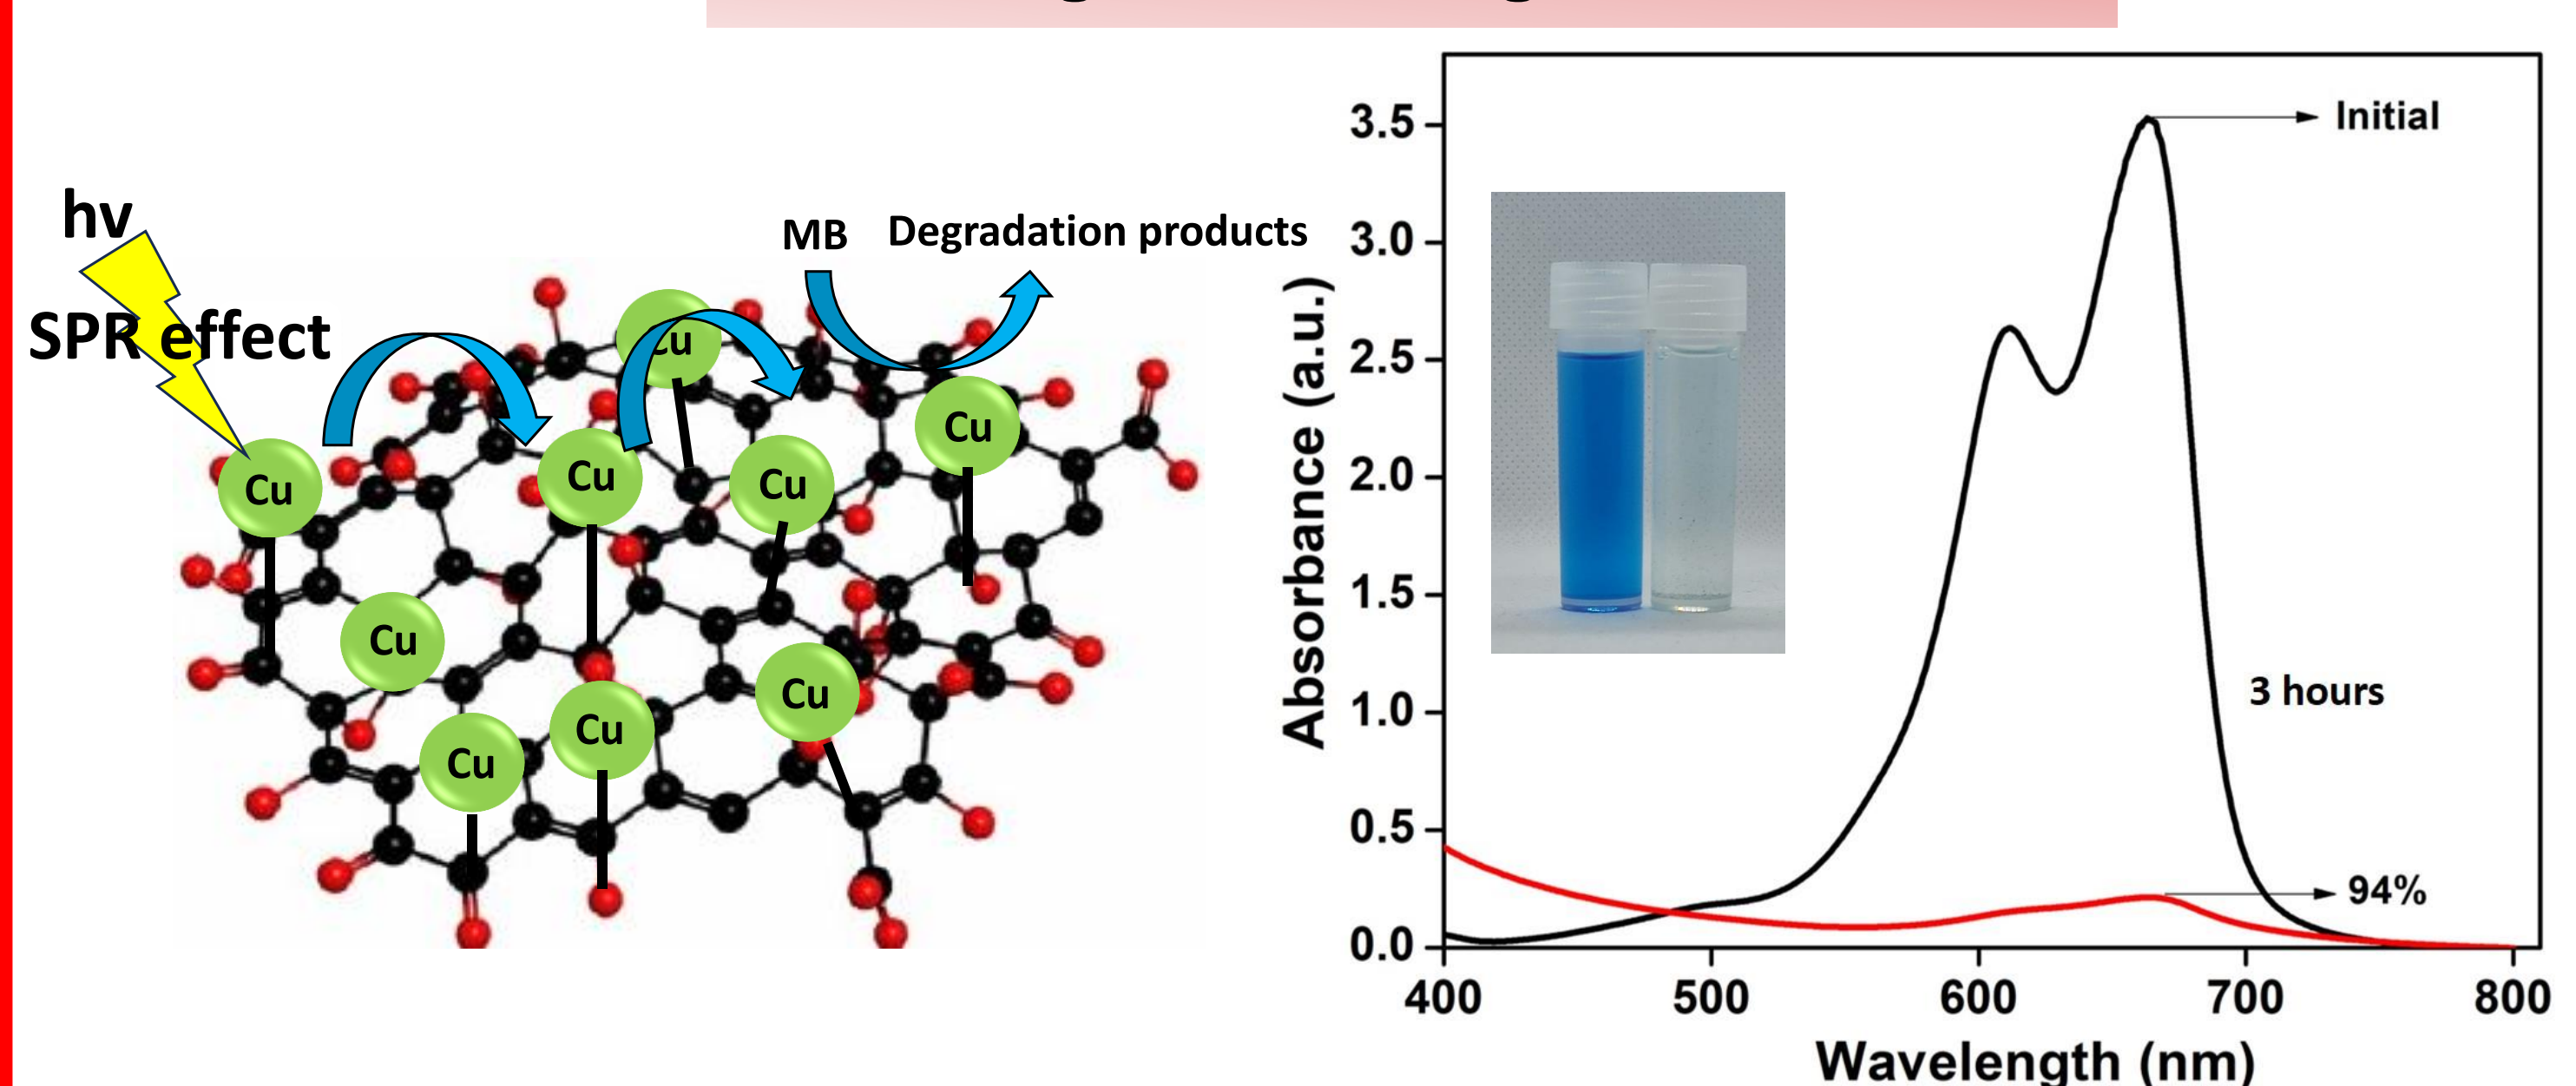 hv
SPR effect
MB
Degradation products
Cu
Cu
Cu
Cu
Cu
Cu
Cu
Cu
Cu
Absorbance (a.u.)
3.5
3.0
2.5
2.0
1.5
1.0
0.5
0.0
Initial
3 hours
94%
400 500 600 700 800
Wavelength (nm)